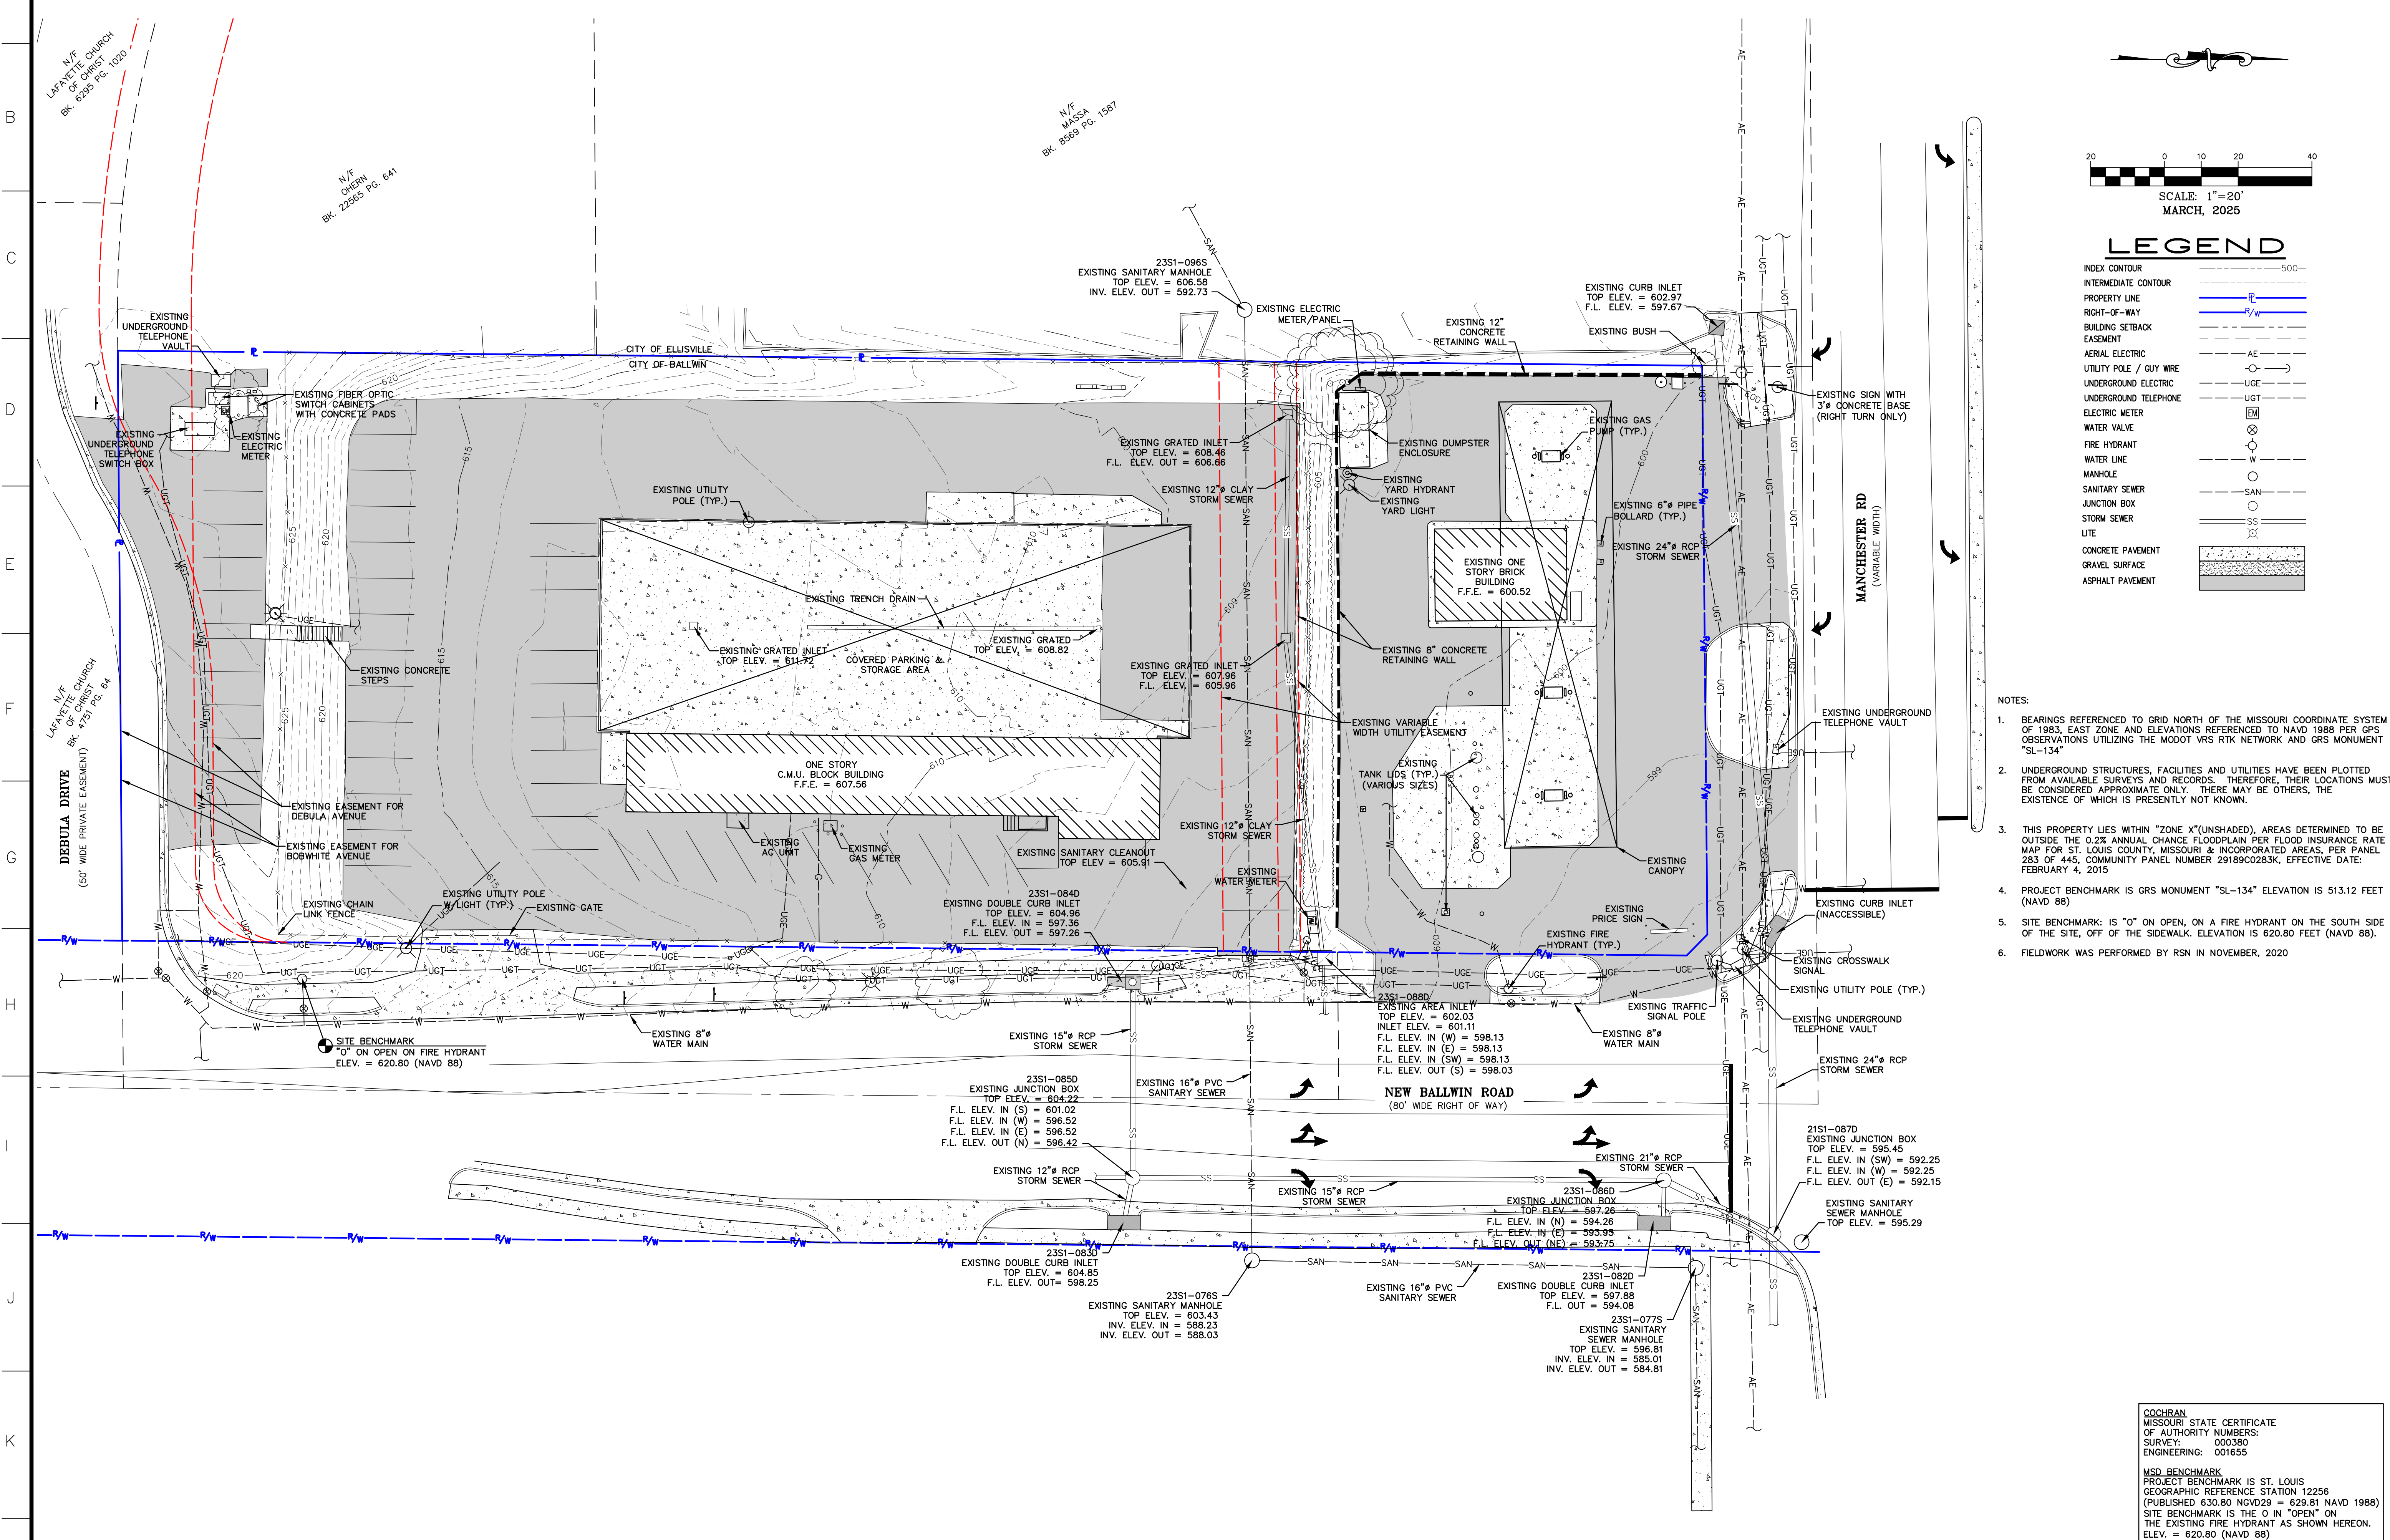 B
C
D
E
F
G
H
I
J
K
N/F
LAFAYETTE CHURCH
OF CHRIST
BK. 6295 PG. 1020
N/F
OHERN
BK. 22565 PG. 641
N/F
MASSA
BK. 8569 PG. 1587
20 0 10 20 40
SCALE: 1"=20'
MARCH, 2025
LEGEND
INDEX CONTOUR 500
INTERMEDIATE CONTOUR
PROPERTY LINE
RIGHT-OF-WAY R/W
BUILDING SETBACK
EASEMENT
AERIAL ELECTRIC AE
UTILITY POLE / GUY WIRE
UNDERGROUND ELECTRIC UGE
UNDERGROUND TELEPHONE UGT
ELECTRIC METER EM
WATER VALVE
FIRE HYDRANT
WATER LINE W
MANHOLE
SANITARY SEWER SAN
JUNCTION BOX
STORM SEWER SS
LITE
CONCRETE PAVEMENT
GRAVEL SURFACE
ASPHALT PAVEMENT
23S1-096S
EXISTING SANITARY MANHOLE
TOP ELEV. = 606.58
INV. ELEV. OUT = 592.73
EXISTING ELECTRIC
METER/PANEL
EXISTING 12"
CONCRETE
RETAINING WALL
EXISTING CURB INLET
TOP ELEV. = 602.97
F.L. ELEV. = 597.67
EXISTING BUSH
EXISTING
UNDERGROUND
TELEPHONE
VAULT
CITY OF ELLISVILLE
CITY OF BALLWIN
EXISTING FIBER OPTIC
SWITCH CABINETS
WITH CONCRETE PADS
EXISTING
UNDERGROUND
TELEPHONE
SWITCH BOX
EXISTING
ELECTRIC
METER
EXISTING SIGN WITH
3'ø CONCRETE BASE
(RIGHT TURN ONLY)
EXISTING GRATED INLET
TOP ELEV. = 608.46
F.L. ELEV. OUT = 606.66
EXISTING DUMPSTER
ENCLOSURE
EXISTING GAS
PUMP (TYP.)
EXISTING 12"ø CLAY
STORM SEWER
EXISTING
YARD HYDRANT
EXISTING
YARD LIGHT
EXISTING UTILITY
POLE (TYP.)
EXISTING 6"ø PIPE
BOLLARD (TYP.)
EXISTING 24"ø RCP
STORM SEWER
EXISTING ONE
STORY BRICK
BUILDING
F.F.E. = 600.52
MANCHESTER RD
(VARIABLE WIDTH)
EXISTING TRENCH DRAIN
EXISTING GRATED INLET
TOP ELEV. = 611.72
EXISTING GRATED
TOP ELEV. = 608.82
COVERED PARKING &
STORAGE AREA
EXISTING CONCRETE
STEPS
EXISTING GRATED INLET
TOP ELEV. = 607.96
F.L. ELEV. = 605.96
EXISTING 8" CONCRETE
RETAINING WALL
EXISTING VARIABLE
WIDTH UTILITY EASEMENT
EXISTING UNDERGROUND
TELEPHONE VAULT
N/F
LAFAYETTE CHURCH
OF CHRIST
BK. 4751 PG. 64
DEBULA DRIVE
(50' WIDE PRIVATE EASEMENT)
ONE STORY
C.M.U. BLOCK BUILDING
F.F.E. = 607.56
EXISTING
TANK LIDS (TYP.)
(VARIOUS SIZES)
EXISTING EASEMENT FOR
DEBULA AVENUE
EXISTING EASEMENT FOR
BOBWHITE AVENUE
EXISTING
AC UNIT
EXISTING
GAS METER
EXISTING 12"ø CLAY
STORM SEWER
EXISTING SANITARY CLEANOUT
TOP ELEV = 605.91
EXISTING
WATER METER
EXISTING
CANOPY
EXISTING CHAIN
LINK FENCE
EXISTING UTILITY POLE
W/LIGHT (TYP.)
EXISTING GATE
23S1-084D
EXISTING DOUBLE CURB INLET
TOP ELEV. = 604.96
F.L. ELEV. IN = 597.36
F.L. ELEV. OUT = 597.26
EXISTING
PRICE SIGN
EXISTING FIRE
HYDRANT (TYP.)
EXISTING CURB INLET
(INACCESSIBLE)
EXISTING CROSSWALK
SIGNAL
EXISTING UTILITY POLE (TYP.)
EXISTING TRAFFIC
SIGNAL POLE
EXISTING UNDERGROUND
TELEPHONE VAULT
SITE BENCHMARK
"O" ON OPEN ON FIRE HYDRANT
ELEV. = 620.80 (NAVD 88)
EXISTING 8"ø
WATER MAIN
EXISTING 15"ø RCP
STORM SEWER
23S1-088D
EXISTING AREA INLET
TOP ELEV. = 602.03
INLET ELEV. = 601.11
F.L. ELEV. IN (W) = 598.13
F.L. ELEV. IN (E) = 598.13
F.L. ELEV. IN (SW) = 598.13
F.L. ELEV. OUT (S) = 598.03
EXISTING 8"ø
WATER MAIN
EXISTING 24"ø RCP
STORM SEWER
23S1-085D
EXISTING JUNCTION BOX
TOP ELEV. = 604.22
F.L. ELEV. IN (S) = 601.02
F.L. ELEV. IN (W) = 596.52
F.L. ELEV. IN (E) = 596.52
F.L. ELEV. OUT (N) = 596.42
EXISTING 16"ø PVC
SANITARY SEWER
NEW BALLWIN ROAD
(80' WIDE RIGHT OF WAY)
EXISTING 12"ø RCP
STORM SEWER
EXISTING 15"ø RCP
STORM SEWER
EXISTING 21"ø RCP
STORM SEWER
23S1-086D
EXISTING JUNCTION BOX
TOP ELEV. = 597.26
F.L. ELEV. IN (N) = 594.26
F.L. ELEV. IN (E) = 593.95
F.L. ELEV. OUT (NE) = 593.75
21S1-087D
EXISTING JUNCTION BOX
TOP ELEV. = 595.45
F.L. ELEV. IN (SW) = 592.25
F.L. ELEV. IN (W) = 592.25
F.L. ELEV. OUT (E) = 592.15
EXISTING SANITARY
SEWER MANHOLE
TOP ELEV. = 595.29
23S1-083D
EXISTING DOUBLE CURB INLET
TOP ELEV. = 604.85
F.L. ELEV. OUT= 598.25
23S1-076S
EXISTING SANITARY MANHOLE
TOP ELEV. = 603.43
INV. ELEV. IN = 588.23
INV. ELEV. OUT = 588.03
EXISTING 16"ø PVC
SANITARY SEWER
23S1-082D
EXISTING DOUBLE CURB INLET
TOP ELEV. = 597.88
F.L. OUT = 594.08
23S1-077S
EXISTING SANITARY
SEWER MANHOLE
TOP ELEV. = 596.81
INV. ELEV. IN = 585.01
INV. ELEV. OUT = 584.81
NOTES:
1. BEARINGS REFERENCED TO GRID NORTH OF THE MISSOURI COORDINATE SYSTEM
OF 1983, EAST ZONE AND ELEVATIONS REFERENCED TO NAVD 1988 PER GPS
OBSERVATIONS UTILIZING THE MODOT VRS RTK NETWORK AND GRS MONUMENT
"SL-134"
2. UNDERGROUND STRUCTURES, FACILITIES AND UTILITIES HAVE BEEN PLOTTED
FROM AVAILABLE SURVEYS AND RECORDS. THEREFORE, THEIR LOCATIONS MUST
BE CONSIDERED APPROXIMATE ONLY. THERE MAY BE OTHERS, THE
EXISTENCE OF WHICH IS PRESENTLY NOT KNOWN.
3. THIS PROPERTY LIES WITHIN "ZONE X"(UNSHADED), AREAS DETERMINED TO BE
OUTSIDE THE 0.2% ANNUAL CHANCE FLOODPLAIN PER FLOOD INSURANCE RATE
MAP FOR ST. LOUIS COUNTY, MISSOURI & INCORPORATED AREAS, PER PANEL
283 OF 445, COMMUNITY PANEL NUMBER 29189C0283K, EFFECTIVE DATE:
FEBRUARY 4, 2015
4. PROJECT BENCHMARK IS GRS MONUMENT "SL-134" ELEVATION IS 513.12 FEET
(NAVD 88)
5. SITE BENCHMARK: IS "O" ON OPEN, ON A FIRE HYDRANT ON THE SOUTH SIDE
OF THE SITE, OFF OF THE SIDEWALK. ELEVATION IS 620.80 FEET (NAVD 88).
6. FIELDWORK WAS PERFORMED BY RSN IN NOVEMBER, 2020
COCHRAN
MISSOURI STATE CERTIFICATE
OF AUTHORITY NUMBERS:
SURVEY: 000380
ENGINEERING: 001655
MSD BENCHMARK
PROJECT BENCHMARK IS ST. LOUIS
GEOGRAPHIC REFERENCE STATION 12256
(PUBLISHED 630.80 NGVD29 = 629.81 NAVD 1988)
SITE BENCHMARK IS THE O IN "OPEN" ON
THE EXISTING FIRE HYDRANT AS SHOWN HEREON.
ELEV. = 620.80 (NAVD 88)